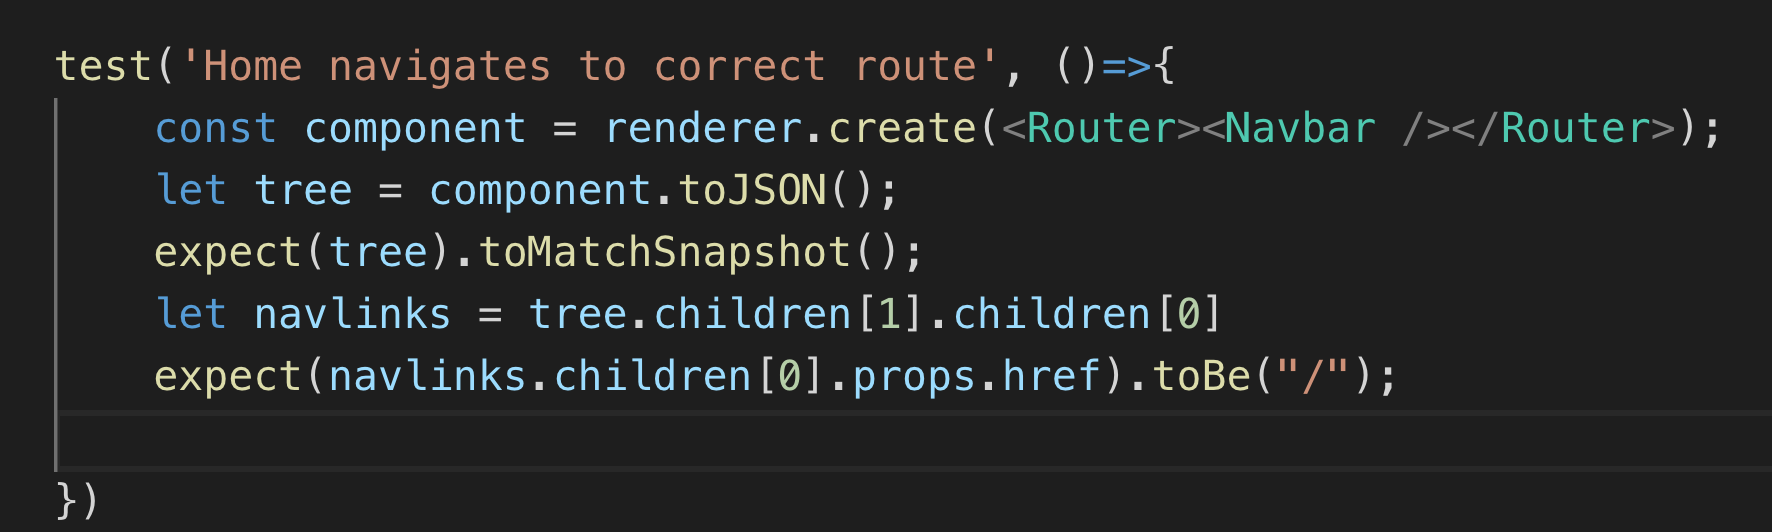 test('Home navigates to correct route', ()=>{
    const component = renderer.create(<Router><Navbar /></Router>);
    let tree = component.toJSON();
    expect(tree).toMatchSnapshot();
    let navlinks = tree.children[1].children[0]
    expect(navlinks.children[0].props.href).toBe("/");
})